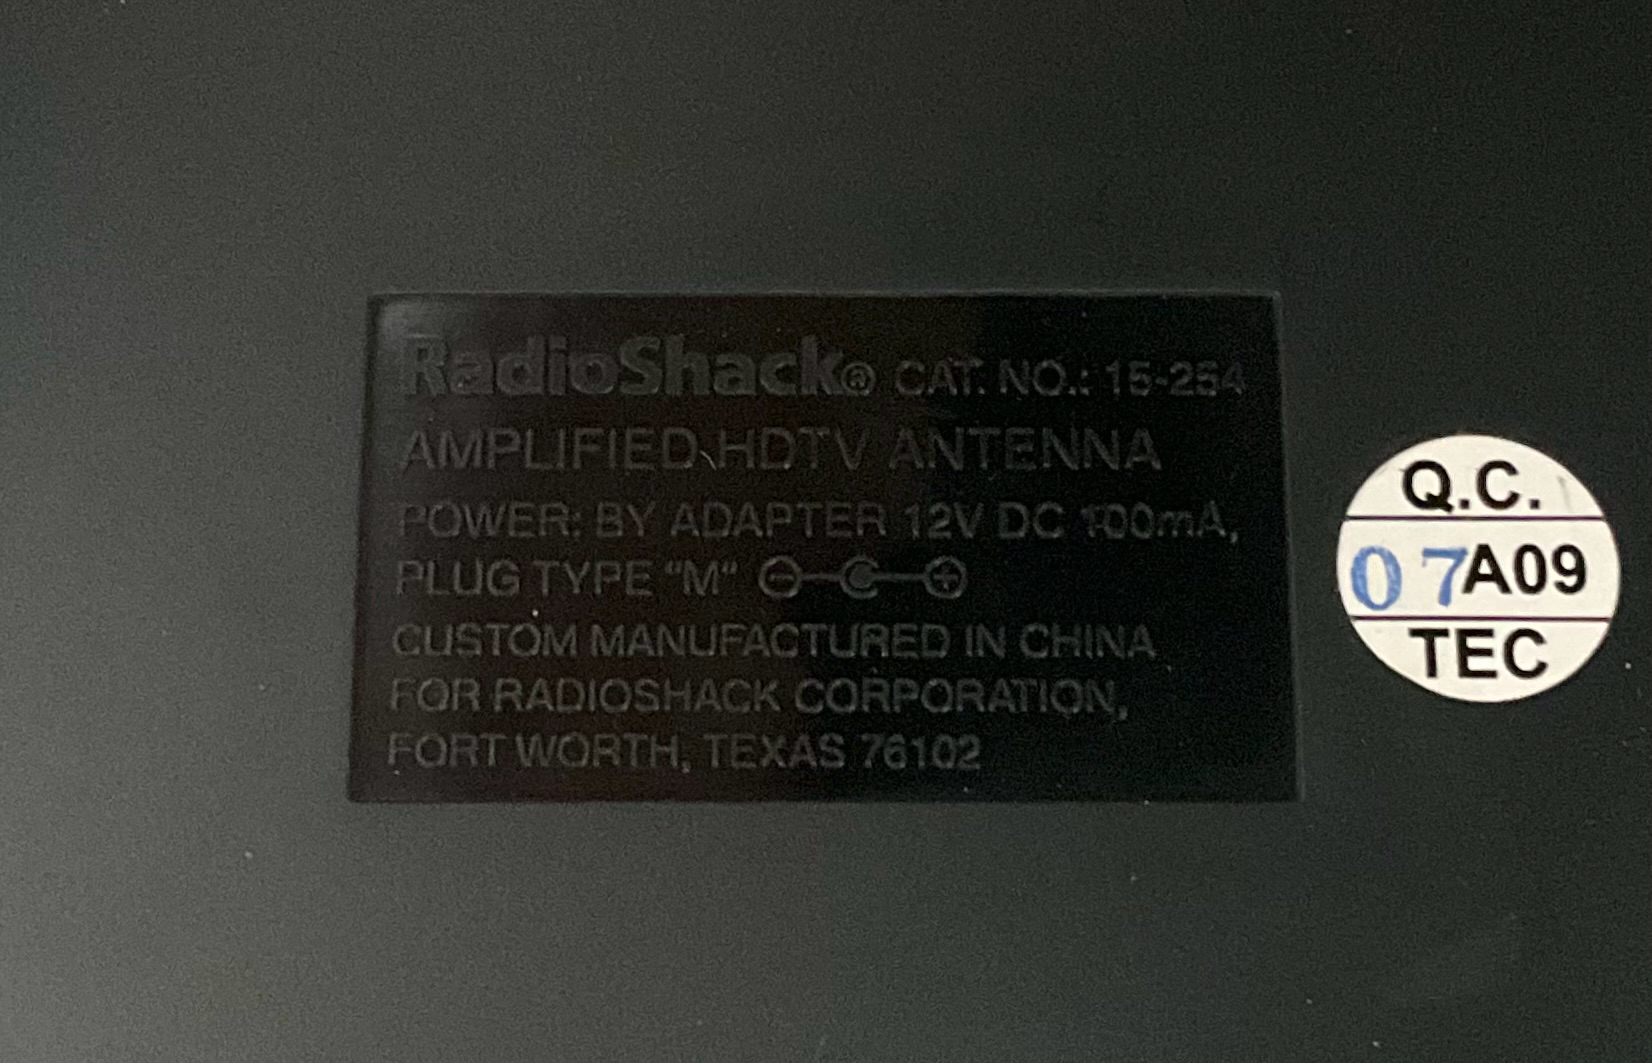 RadioShack® CAT. NO.: 15-254
AMPLIFIED HDTV ANTENNA
POWER: BY ADAPTER 12V DC 100mA,
PLUG TYPE “M“
CUSTOM MANUFACTURED IN CHINA
FOR RADIOSHACK CORPORATION,
FORT WORTH, TEXAS 76102
Q.C.
07A09
TEC